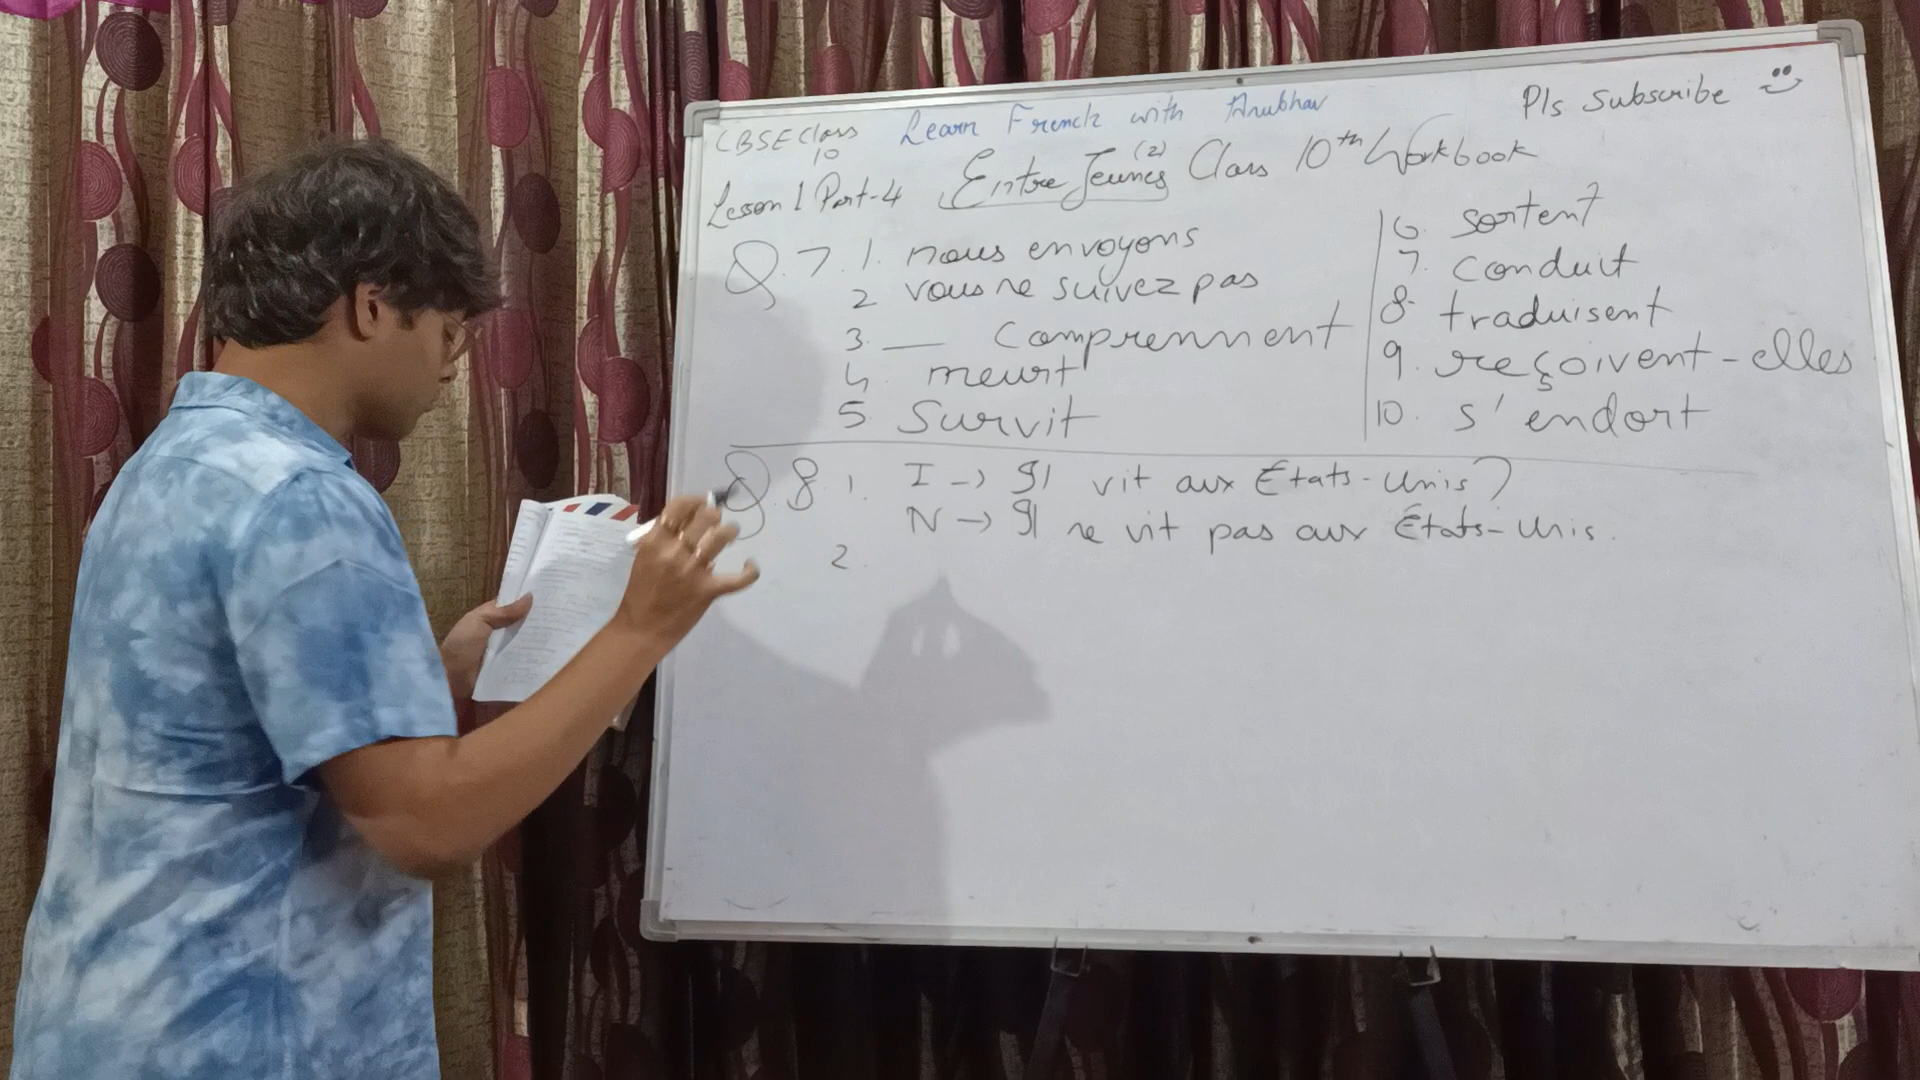 Learn French with Anubhav
Pls Subscribe
CBSE Class
10
Entre Jeunes (2) Class 10th Workbook
Lesson 1 Part-4
Q.7. 1. nous envoyons
2 vous ne suivez pas
3. __ comprennent
4 meurt
5. Survit
6. sortent
7. conduit
8. traduisent
9. reçoivent-elles
10. s'endort
Q.8. 1. I -> Il vit aux États-Unis?
N -> Il ne vit pas aux États-Unis.
2.